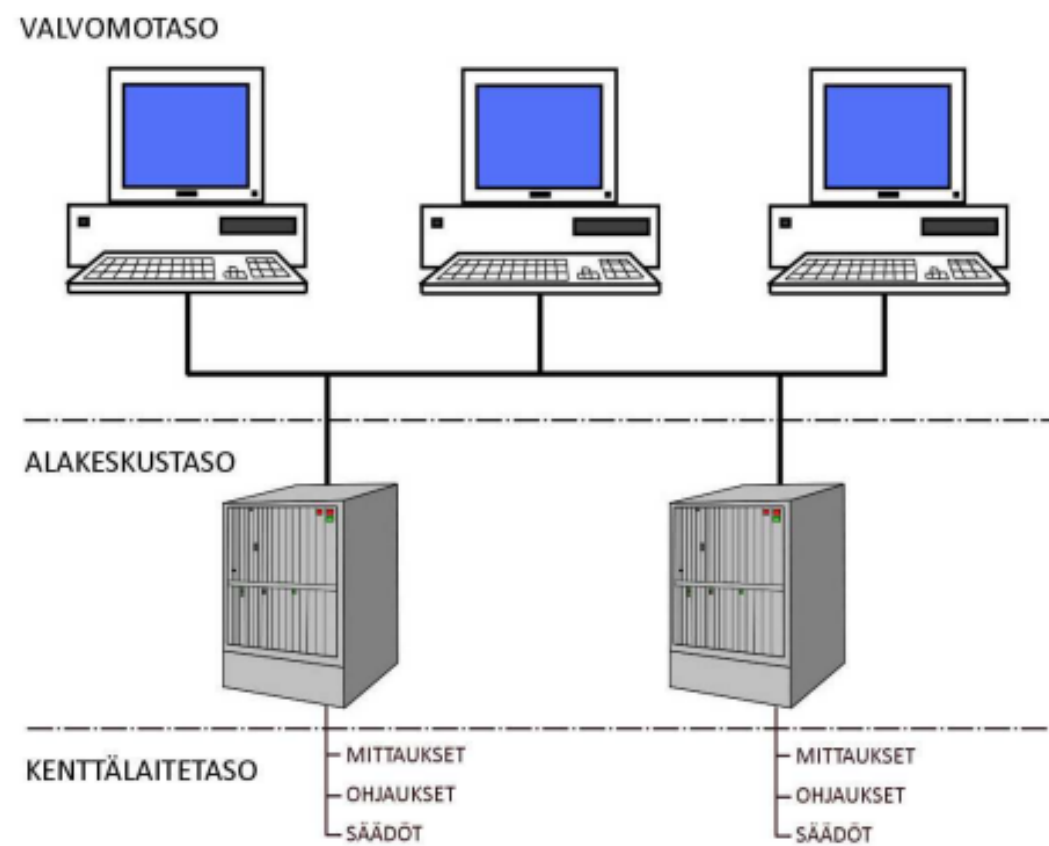 VALVOMOTASO
ALAKESKUSTASO
KENTTÄLAITETASO
MITTAUKSET
OHJAUKSET
SÄÄDÖT
MITTAUKSET
OHJAUKSET
SÄÄDÖT